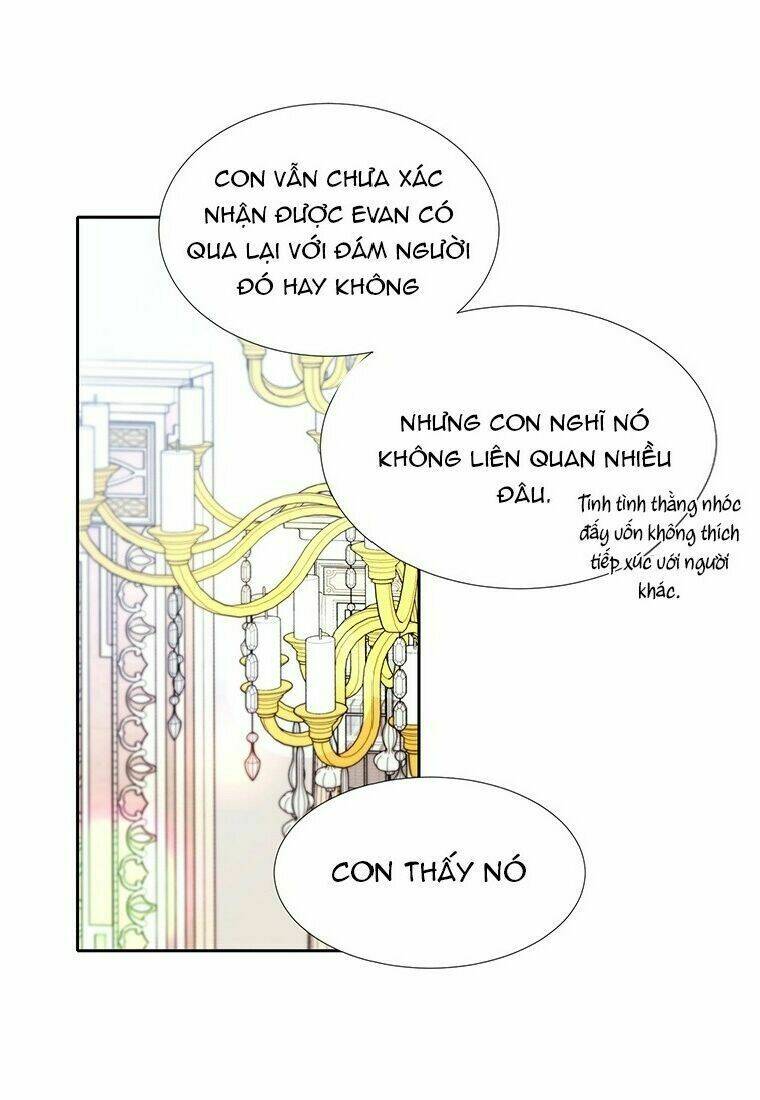 CON VẪN CHƯA XÁC
NHẬN ĐƯỢC EVAN CÓ
QUA LẠI VỚI ĐÁM NGƯỜI
ĐÓ HAY KHÔNG
NHƯNG CON NGHĨ NÓ
KHÔNG LIÊN QUAN NHIỀU
ĐÂU.
Tính tình thằng nhóc
đấy uốn không thích
tiếp xúc với người
khác.
CON THẤY NÓ